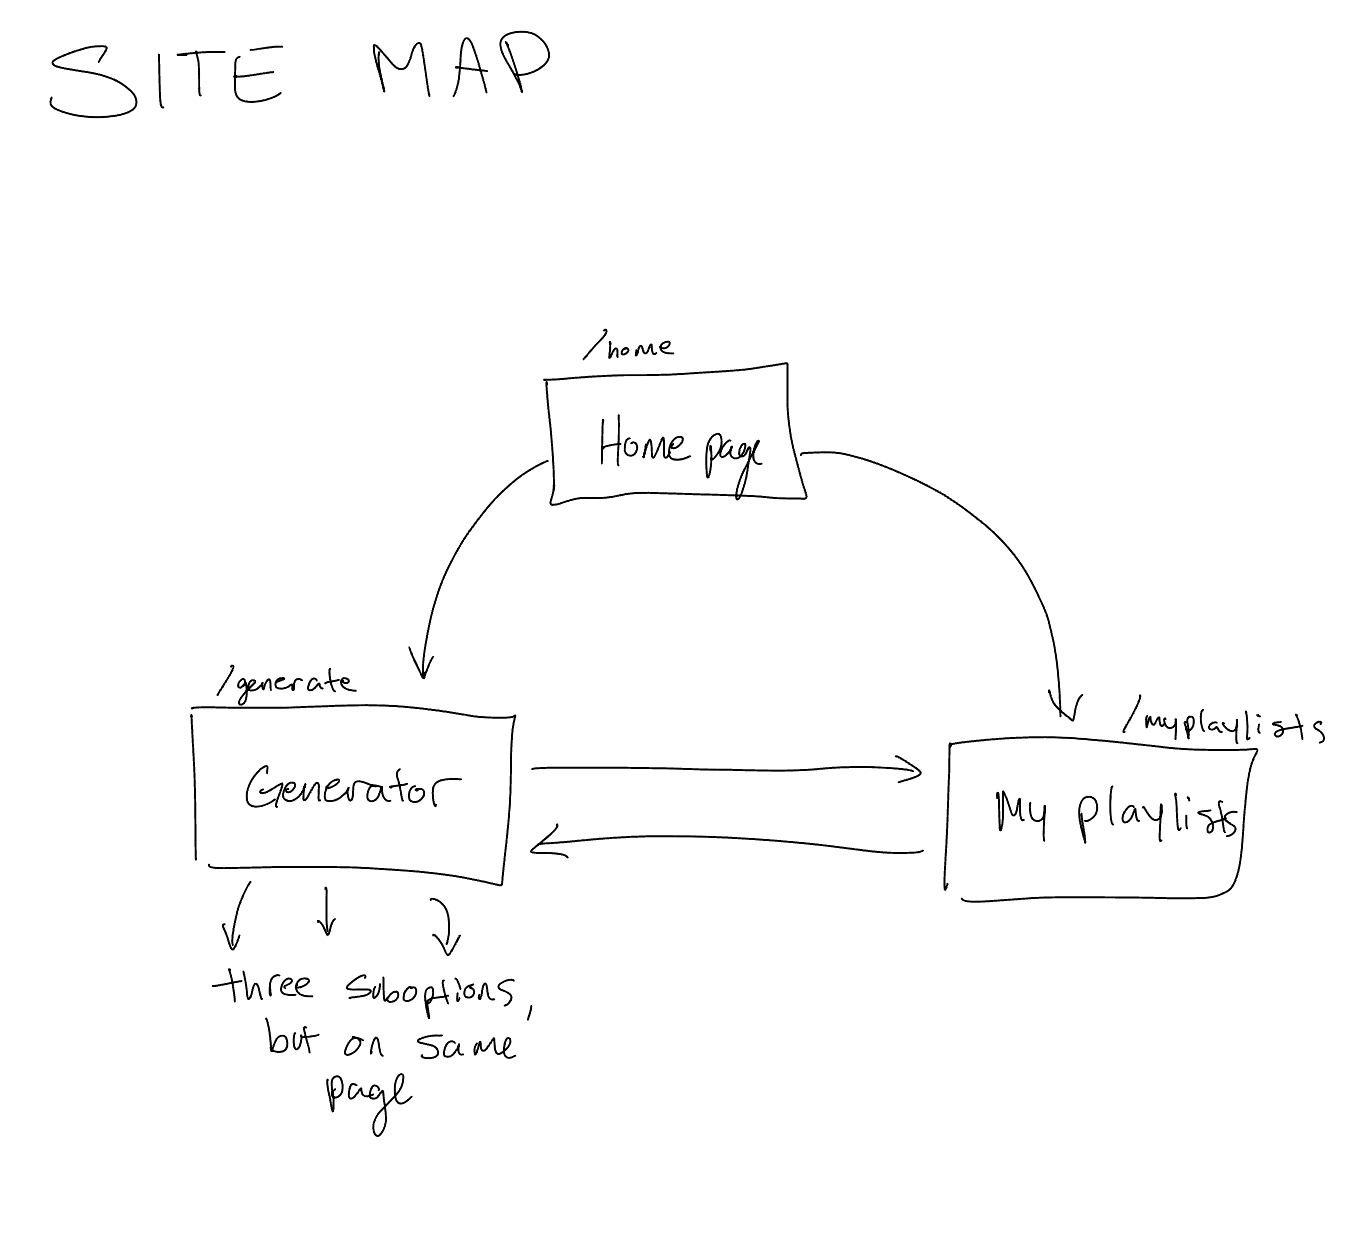 SITE MAP
/home
Home page
/generate
Generator
/myplaylists
My playlists
three suboptions,
but on same
page